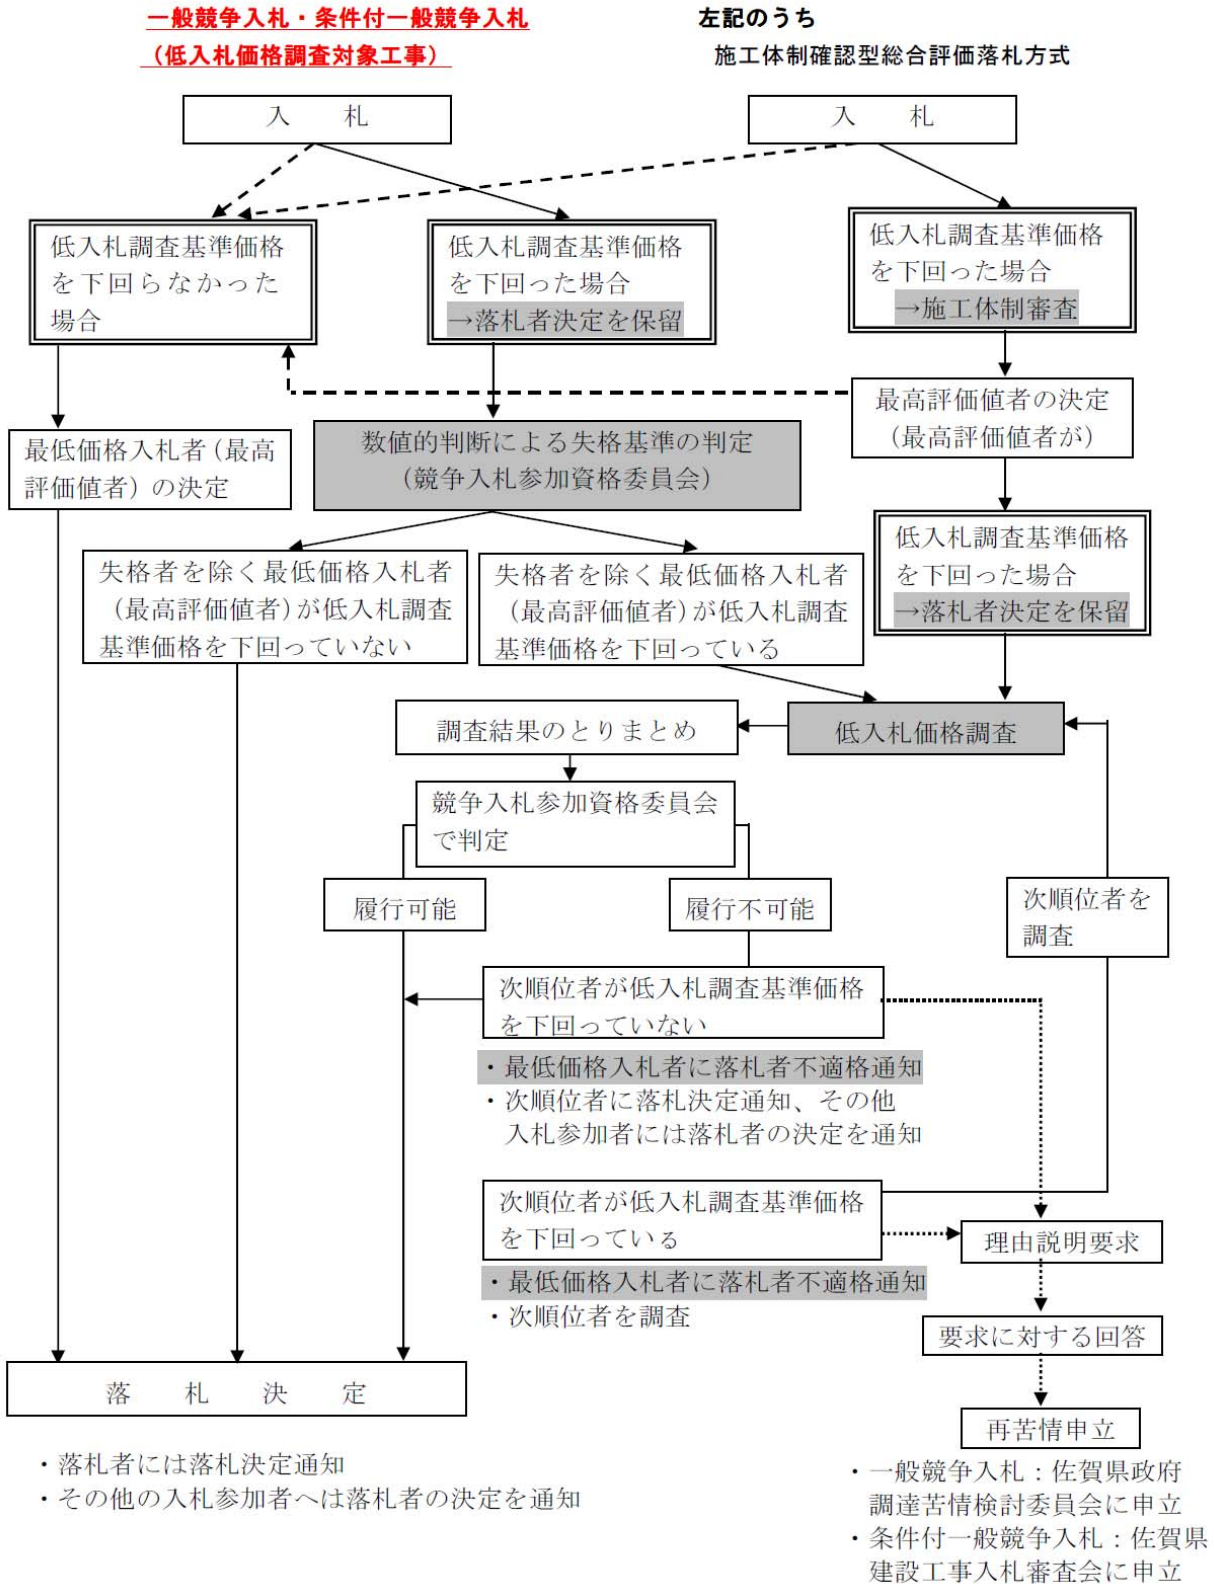 一般競争入札・条件付一般競争入札
（低入札価格調査対象工事）
左記のうち
施工体制確認型総合評価落札方式
入　　札
入　　札
低入札調査基準価格
を下回らなかった
場合
低入札調査基準価格
を下回った場合
→落札者決定を保留
低入札調査基準価格
を下回った場合
→施工体制審査
最高評価値者の決定
（最高評価値者が）
最低価格入札者（最高
評価値者）の決定
数値的判断による失格基準の判定
（競争入札参加資格委員会）
低入札調査基準価格
を下回った場合
→落札者決定を保留
失格者を除く最低価格入札者
（最高評価値者）が低入札調査
基準価格を下回っていない
失格者を除く最低価格入札者
（最高評価値者）が低入札調査
基準価格を下回っている
調査結果のとりまとめ
低入札価格調査
競争入札参加資格委員会
で判定
履行可能
履行不可能
次順位者を
調査
次順位者が低入札調査基準価格
を下回っていない
・最低価格入札者に落札者不適格通知
・次順位者に落札決定通知、その他
入札参加者には落札者の決定を通知
次順位者が低入札調査基準価格
を下回っている
・最低価格入札者に落札者不適格通知
・次順位者を調査
理由説明要求
要求に対する回答
再苦情申立
落　札　決　定
・落札者には落札決定通知
・その他の入札参加者へは落札者の決定を通知
・一般競争入札：佐賀県政府
調達苦情検討委員会に申立
・条件付一般競争入札：佐賀県
建設工事入札審査会に申立